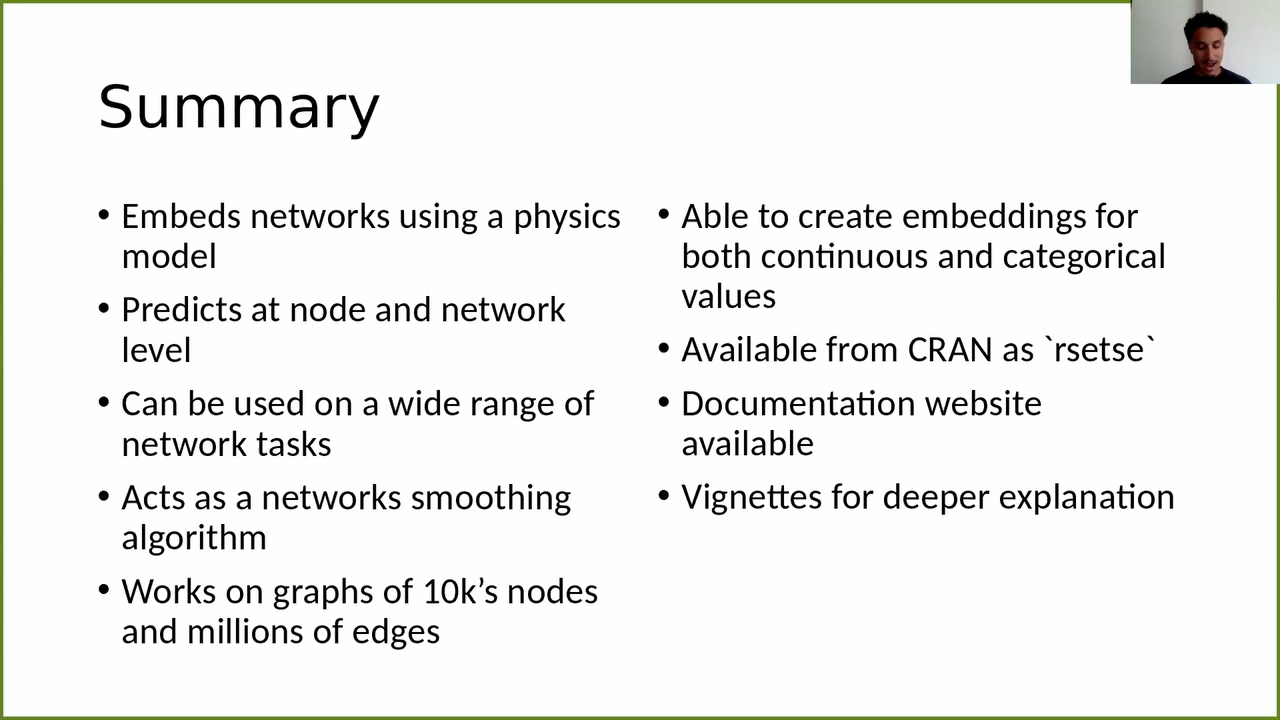 Summary
• Embeds networks using a physics
model
• Predicts at node and network
level
• Can be used on a wide range of
network tasks
• Acts as a networks smoothing
algorithm
• Works on graphs of 10k’s nodes
and millions of edges
• Able to create embeddings for
both continuous and categorical
values
• Available from CRAN as `rsetse`
• Documentation website
available
• Vignettes for deeper explanation